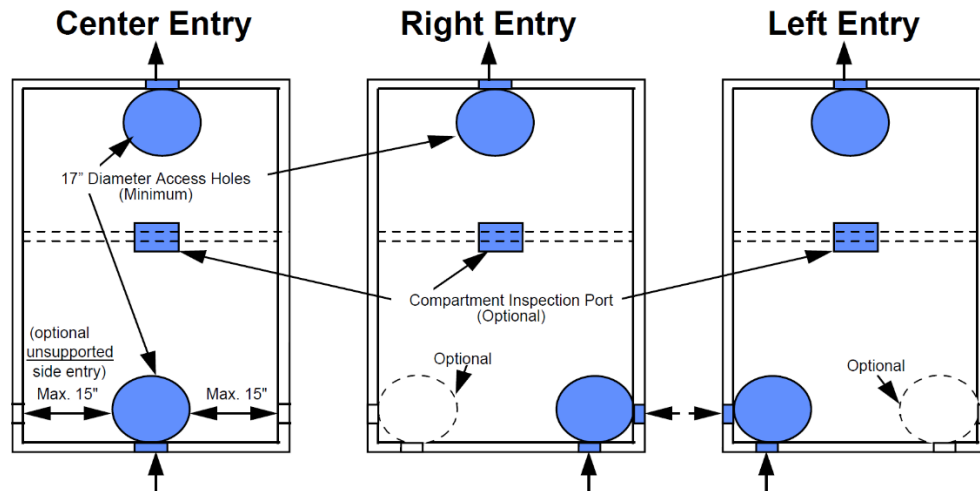 Center Entry
Right Entry
Left Entry
17" Diameter Access Holes
(Minimum)
Compartment Inspection Port
(Optional)
(optional
unsupported
side entry)
Max. 15"
Max. 15"
Optional
Optional